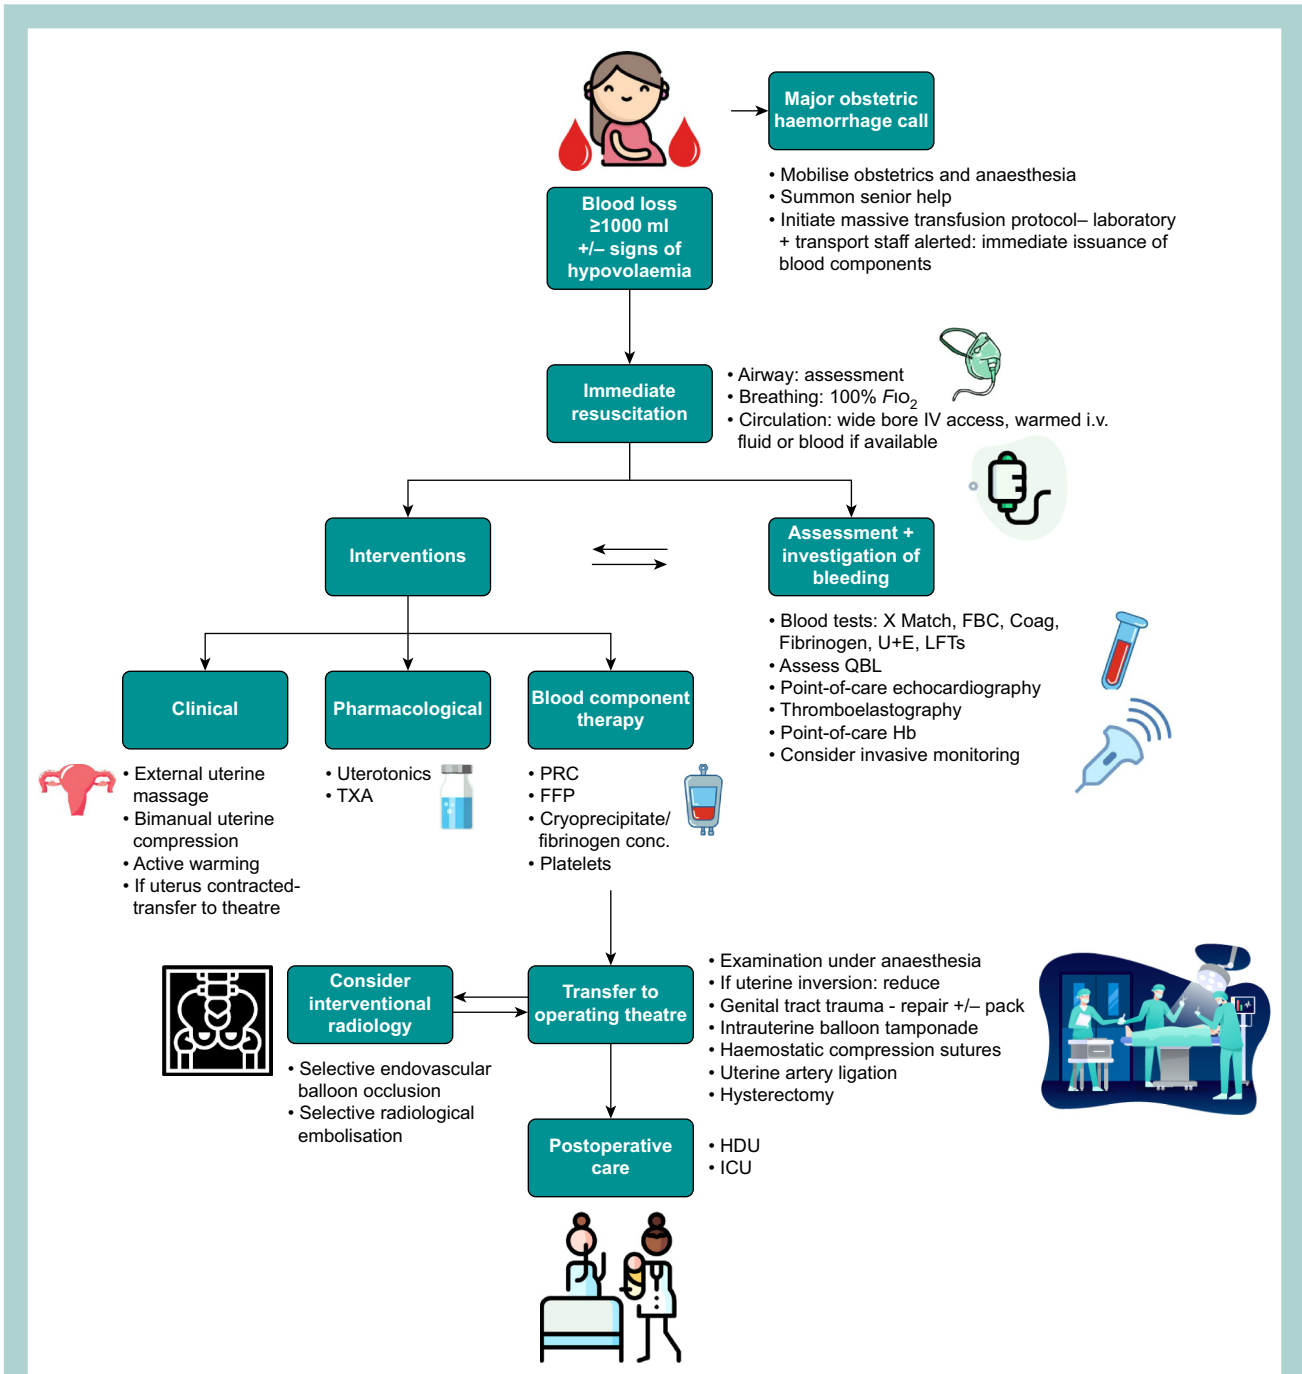 Major obstetric
haemorrhage call
• Mobilise obstetrics and anaesthesia
• Summon senior help
• Initiate massive transfusion protocol– laboratory
+ transport staff alerted: immediate issuance of
blood components
Blood loss
≥1000 ml
+/– signs of
hypovolaemia
Immediate
resuscitation
• Airway: assessment
• Breathing: 100% FIO2
• Circulation: wide bore IV access, warmed i.v.
fluid or blood if available
Interventions
Assessment +
investigation of
bleeding
• Blood tests: X Match, FBC, Coag,
Fibrinogen, U+E, LFTs
• Assess QBL
• Point-of-care echocardiography
• Thromboelastography
• Point-of-care Hb
• Consider invasive monitoring
Clinical
• External uterine
massage
• Bimanual uterine
compression
• Active warming
• If uterus contracted-
transfer to theatre
Pharmacological
• Uterotonics
• TXA
Blood component
therapy
• PRC
• FFP
• Cryoprecipitate/
fibrinogen conc.
• Platelets
Consider
interventional
radiology
• Selective endovascular
balloon occlusion
• Selective radiological
embolisation
Transfer to
operating theatre
• Examination under anaesthesia
• If uterine inversion: reduce
• Genital tract trauma - repair +/– pack
• Intrauterine balloon tamponade
• Haemostatic compression sutures
• Uterine artery ligation
• Hysterectomy
Postoperative
care
• HDU
• ICU